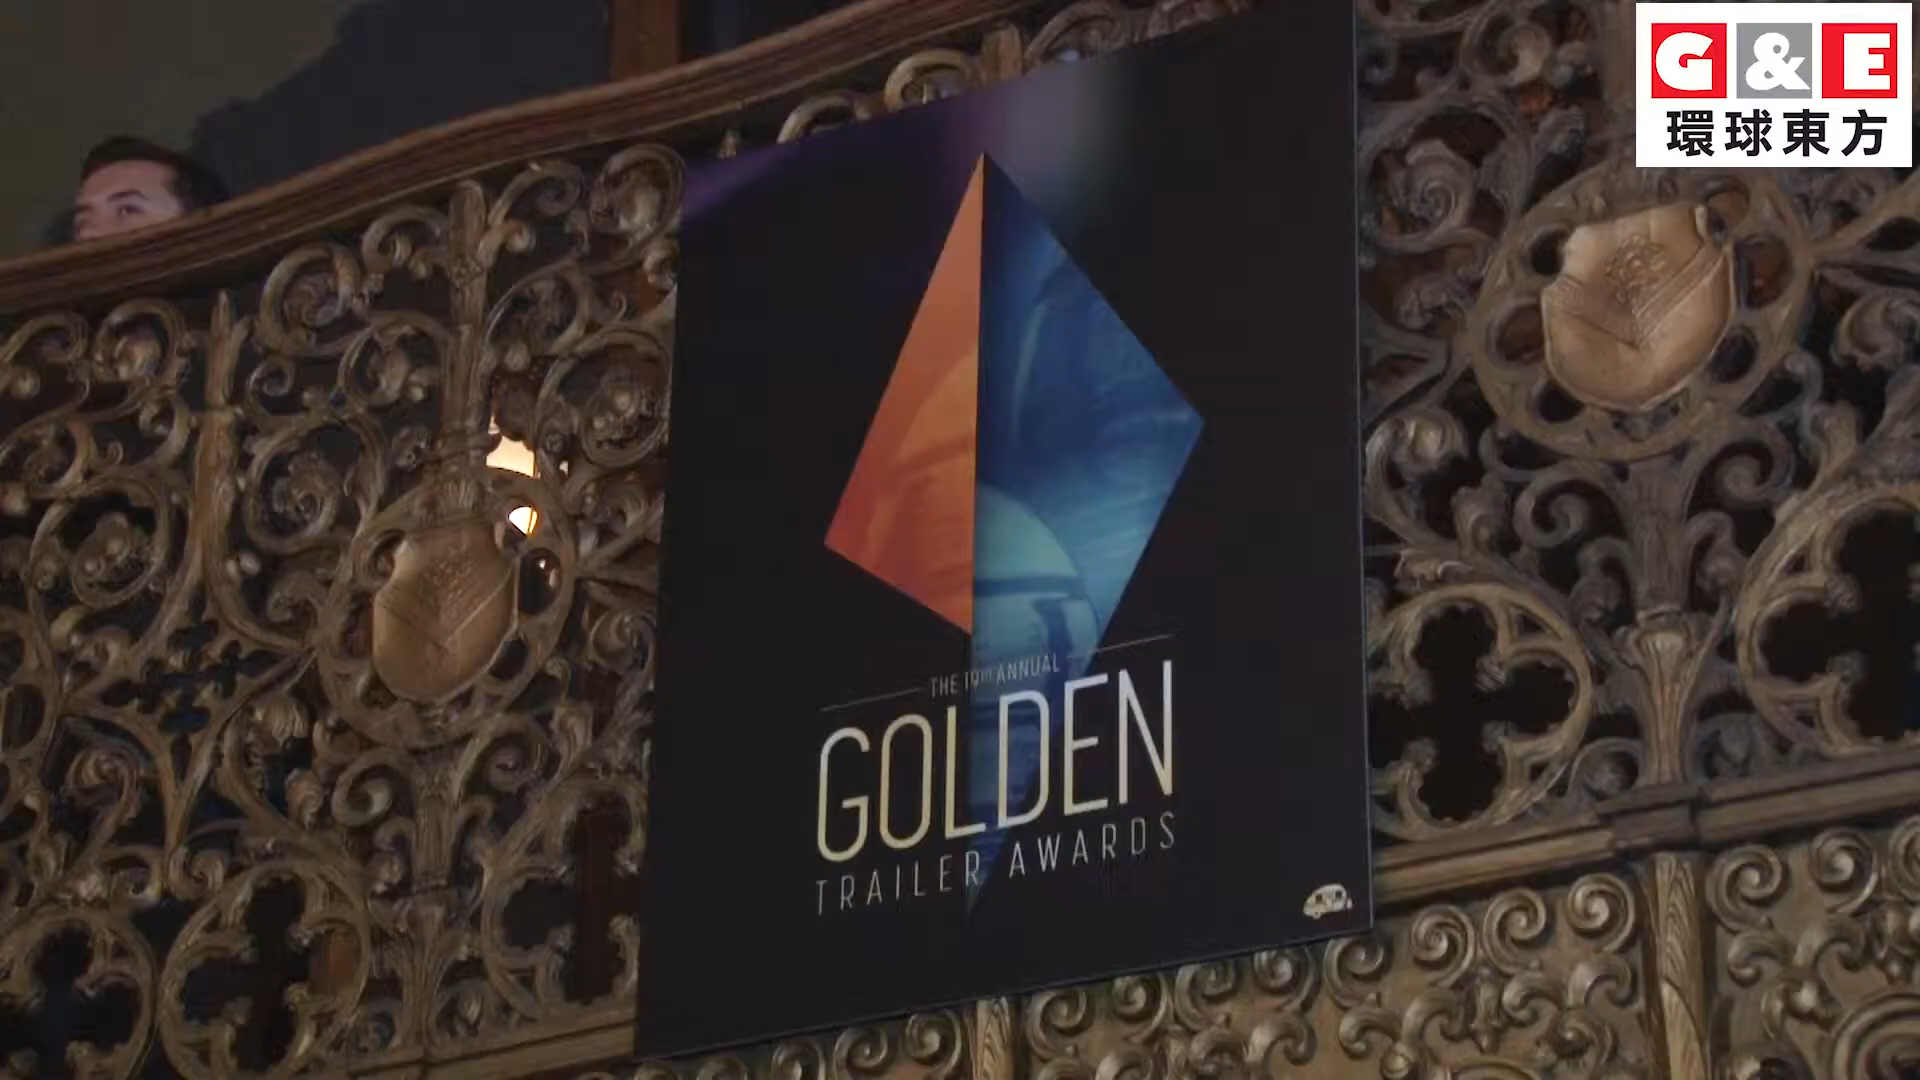 G&E
環球東方
THE 19TH ANNUAL
GOLDEN
TRAILER AWARDS